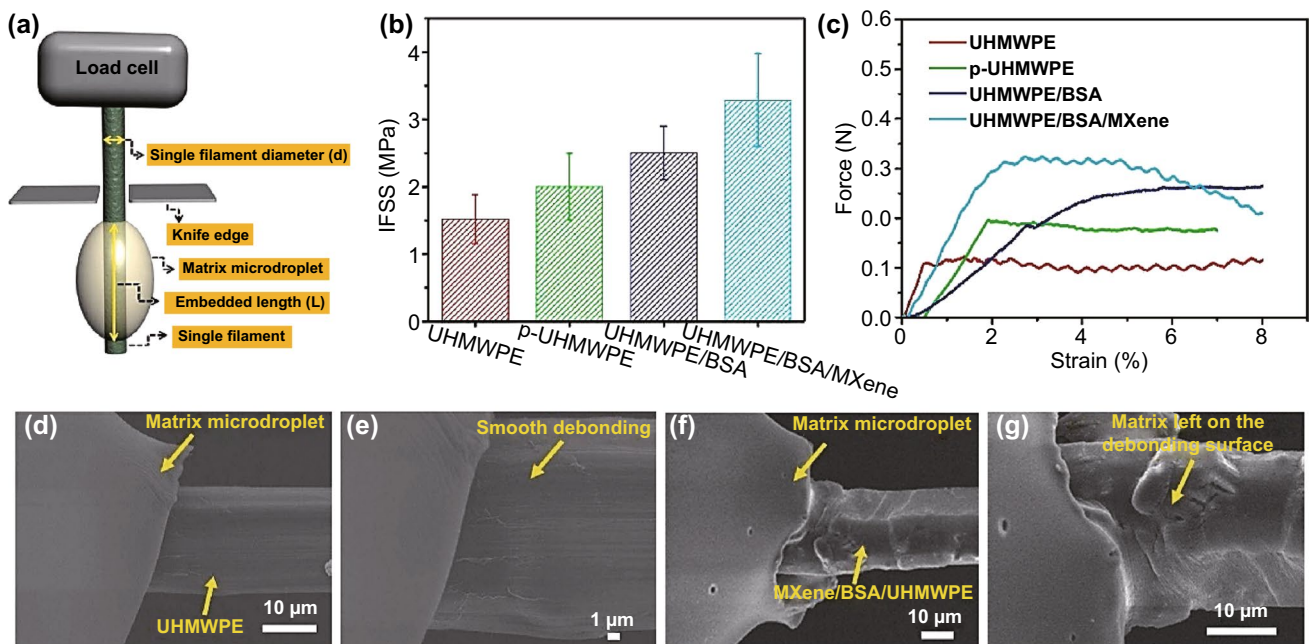 (a)
Load cell
Single filament diameter (d)
Knife edge
Matrix microdroplet
Embedded length (L)
Single filament
(b)
IFSS (MPa)
4
3
2
1
0
UHMWPE
p-UHMWPE
UHMWPE/BSA
UHMWPE/BSA/MXene
(c)
Force (N)
0.6
0.5
0.4
0.3
0.0
0.1
0.0
UHMWPE
p-UHMWPE
UHMWPE/BSA
UHMWPE/BSA/MXene
0
2
4
6
8
Strain (%)
(d)
Matrix microdroplet
UHMWPE
10 µm
(e)
Smooth debonding
1 µm
(f)
Matrix microdroplet
MXene/BSA/UHMWPE
10 µm
(g)
Matrix left on the
debonding surface
10 µm